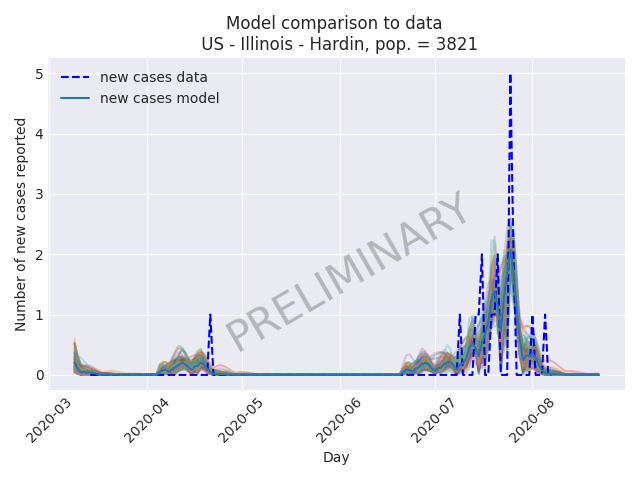 Model comparison to data
US - Illinois - Hardin, pop. = 3821
new cases data
new cases model
Number of new cases reported
5
4
3
2
1
0
PRELIMINARY
2020-03
2020-04
2020-05
2020-06
2020-07
2020-08
Day